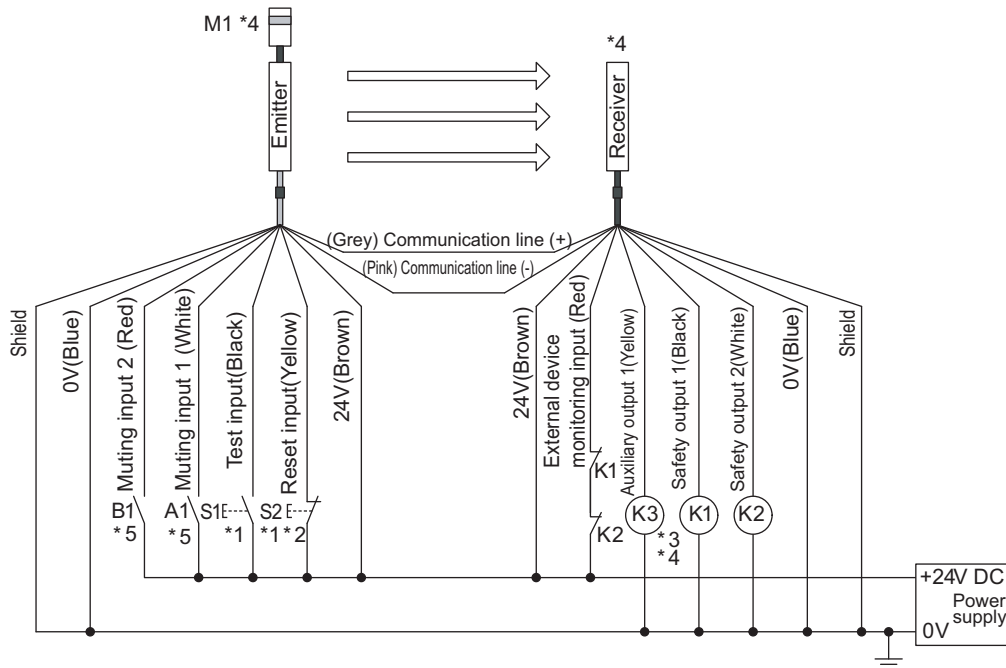 M1 *4
*4
Emitter
Receiver
(Grey) Communication line (+)
(Pink) Communication line (-)
Shield
0V(Blue)
Muting input 2 (Red)
Muting input 1 (White)
Test input(Black)
Reset input(Yellow)
24V(Brown)
24V(Brown)
External device
monitoring input (Red)
Auxiliary output 1(Yellow)
Safety output 1(Black)
Safety output 2(White)
0V(Blue)
Shield
K1
B1
*5
A1
*5
S1
*1
S2
*1*2
K2
K3
*3
*4
K1
K2
+24V DC
Power
supply
0V